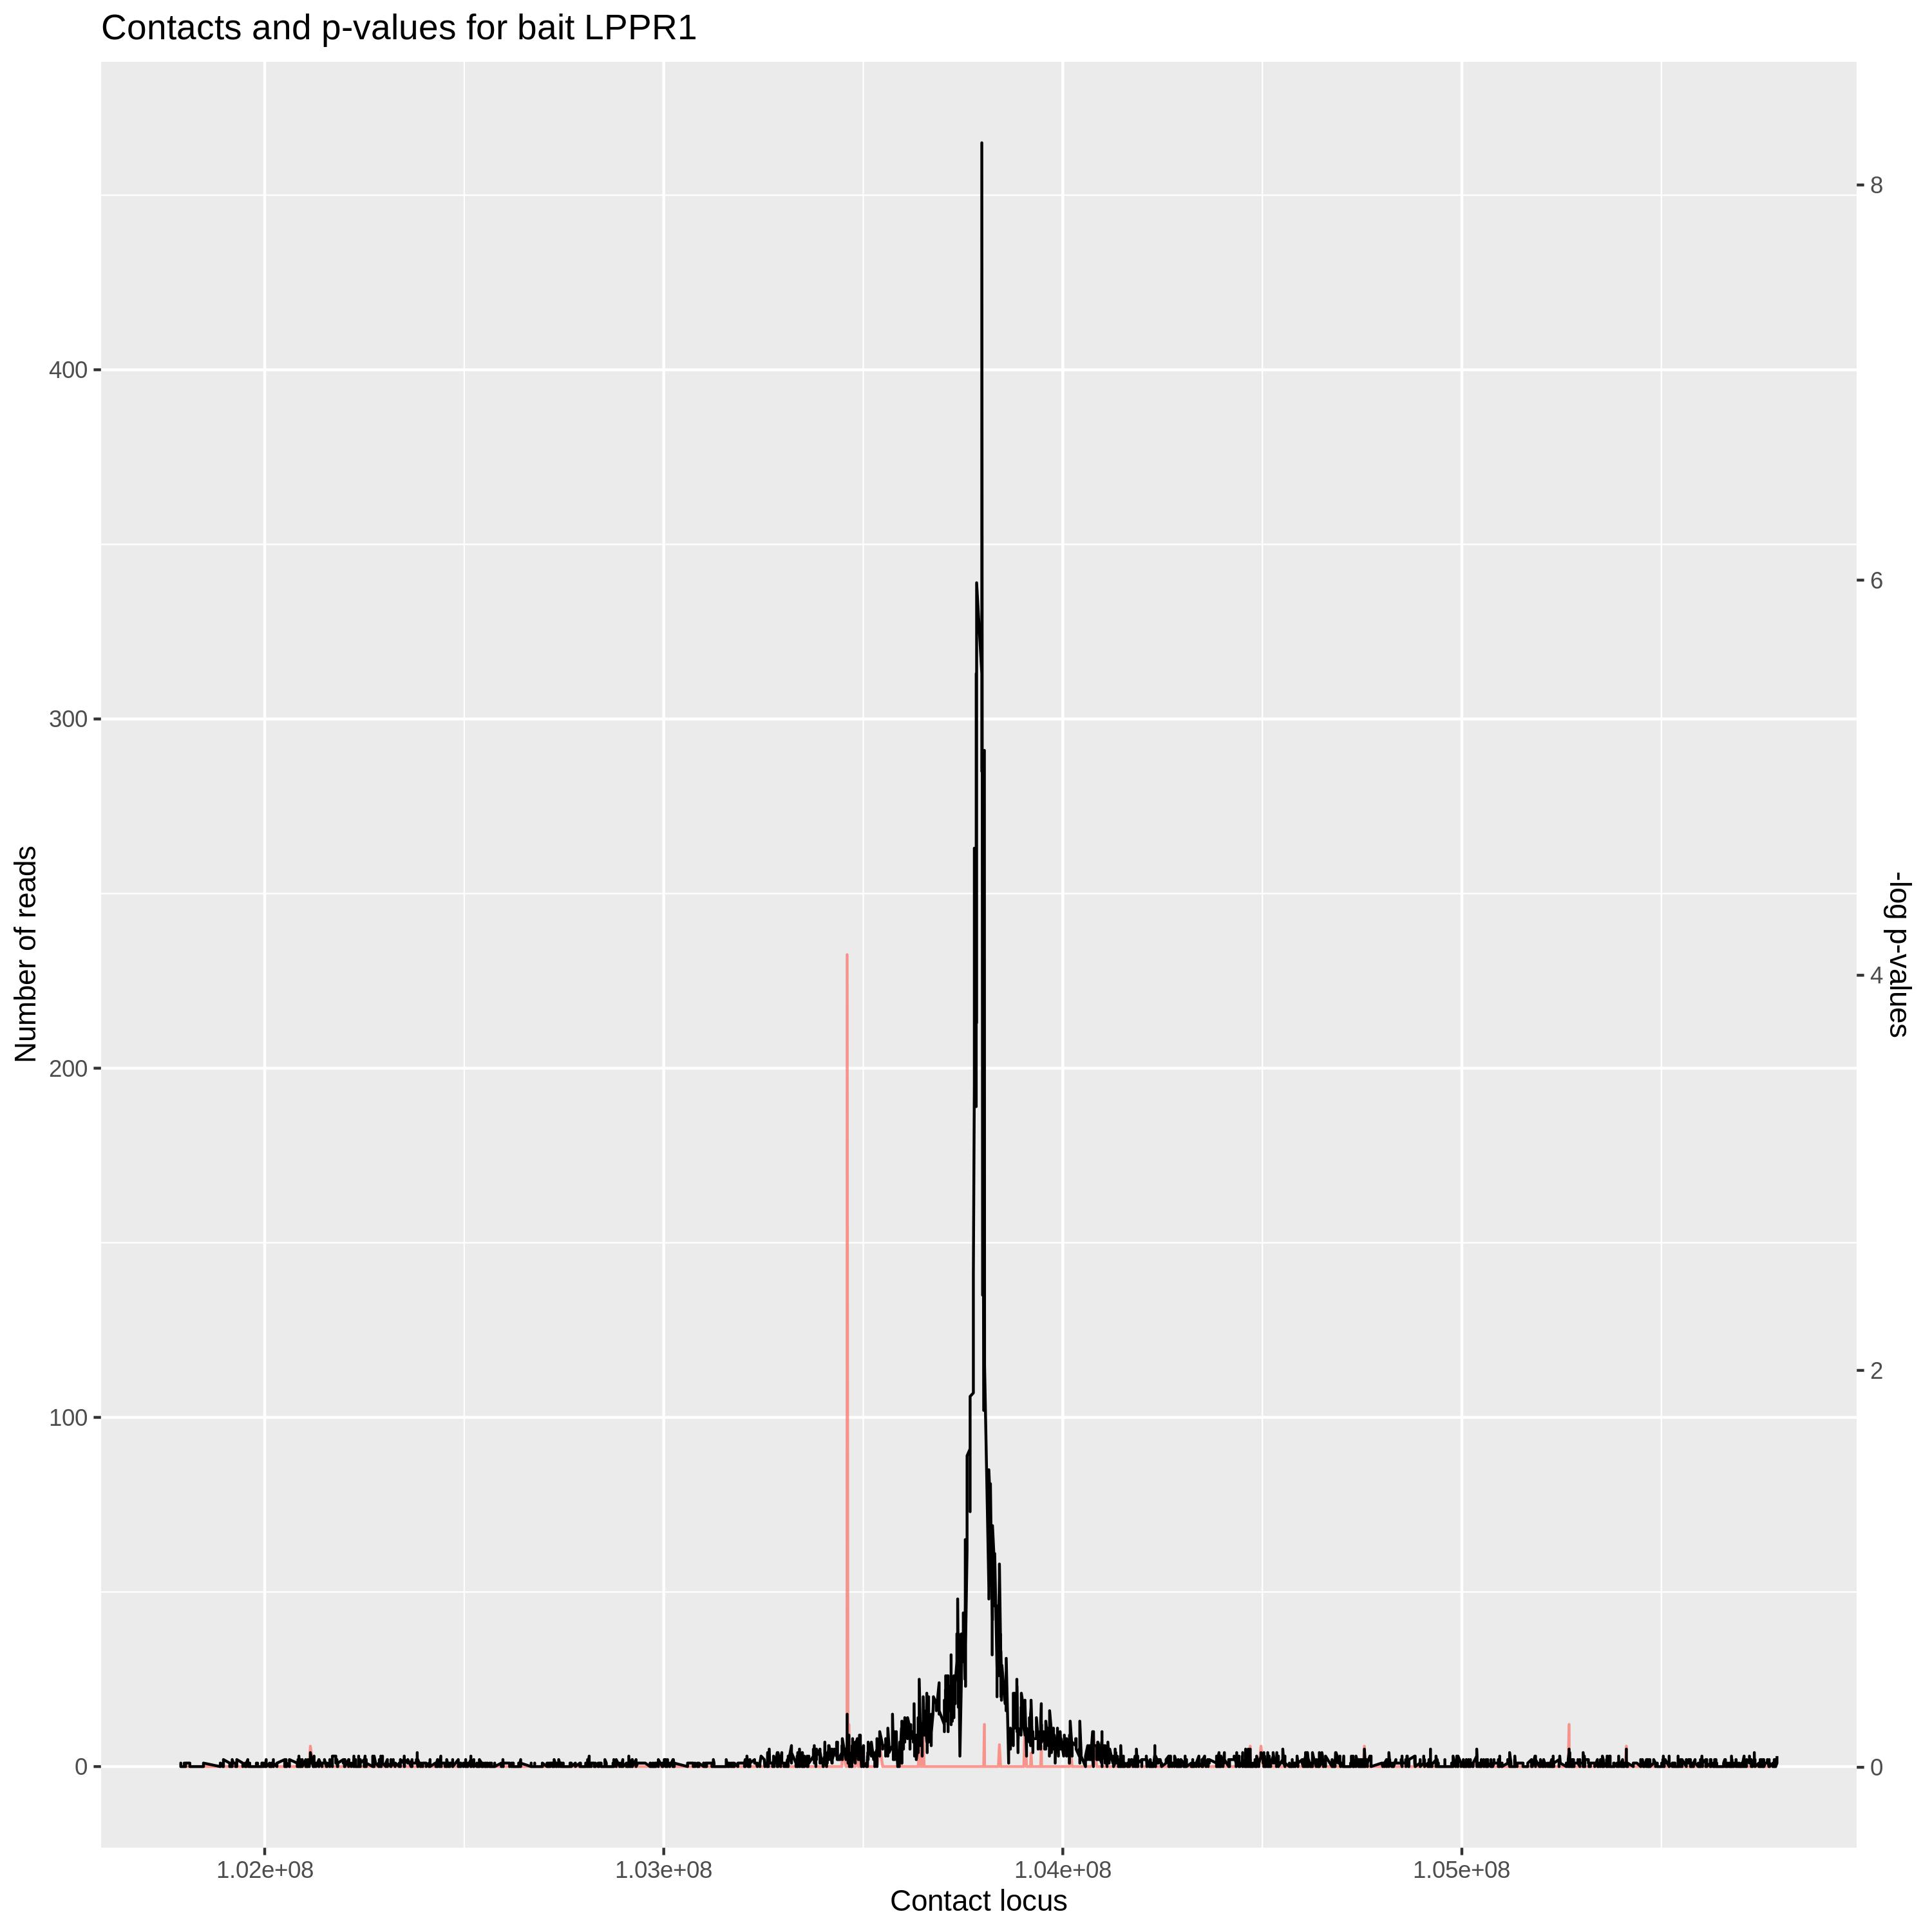 Contacts and p-values for bait LPPR1
400
300
200
100
0
Number of reads
8
6
4
2
0
-log p-values
1.02e+08
1.03e+08
1.04e+08
1.05e+08
Contact locus